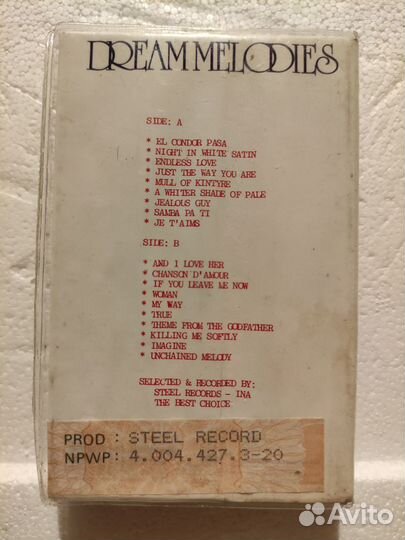 DREAM MELODIES
SIDE: A
* EL CONDOR PASA
* NIGHT IN WHITE SATIN
* ENDLESS LOVE
* JUST THE WAY YOU ARE
* MULL OF KINTYRE
* A WHITER SHADE OF PALE
* JEALOUS GUY
* SAMBA PA TI
* JE T'AIMS
SIDE: B
* AND I LOVE HER
* CHANSON D'AMOUR
* IF YOU LEAVE ME NOW
* WOMAN
* MY WAY
* TRUE
* THEME FROM THE GODFATHER
* KILLING ME SOFTLY
* IMAGINE
* UNCHAINED MELODY
SELECTED & RECORDED BY:
STEEL RECORDS - INA
THE BEST CHOICE
PROD : STEEL RECORD
NPWP : 4.004.427.3-20
Avito